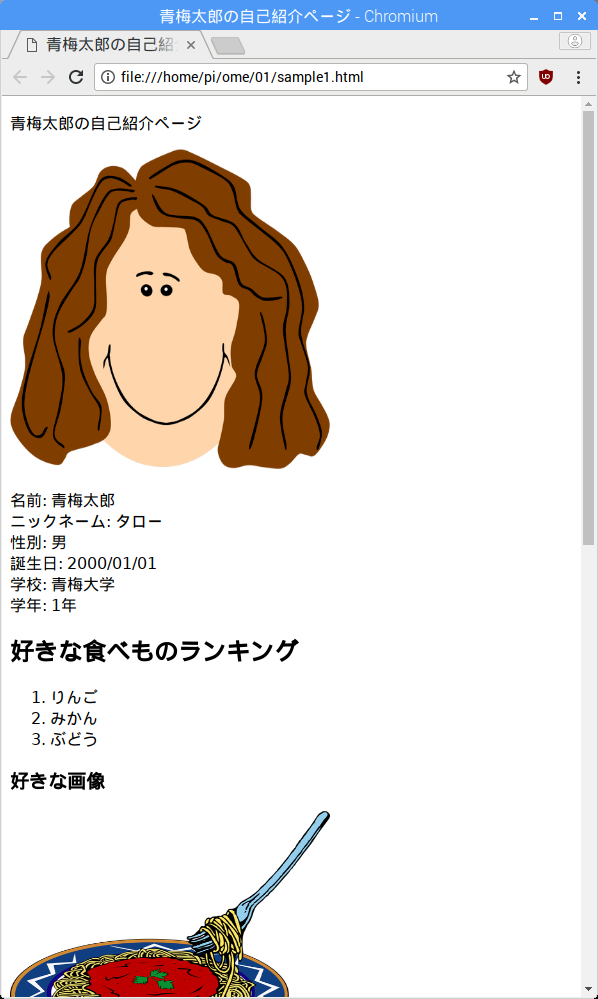 青梅太郎の自己紹介ページ - Chromium
青梅太郎の自己紹
file:///home/pi/ome/01/sample1.html
青梅太郎の自己紹介ページ
名前: 青梅太郎
ニックネーム: タロー
性別: 男
誕生日: 2000/01/01
学校: 青梅大学
学年: 1年
好きな食べものランキング
1. りんご
2. みかん
3. ぶどう
好きな画像